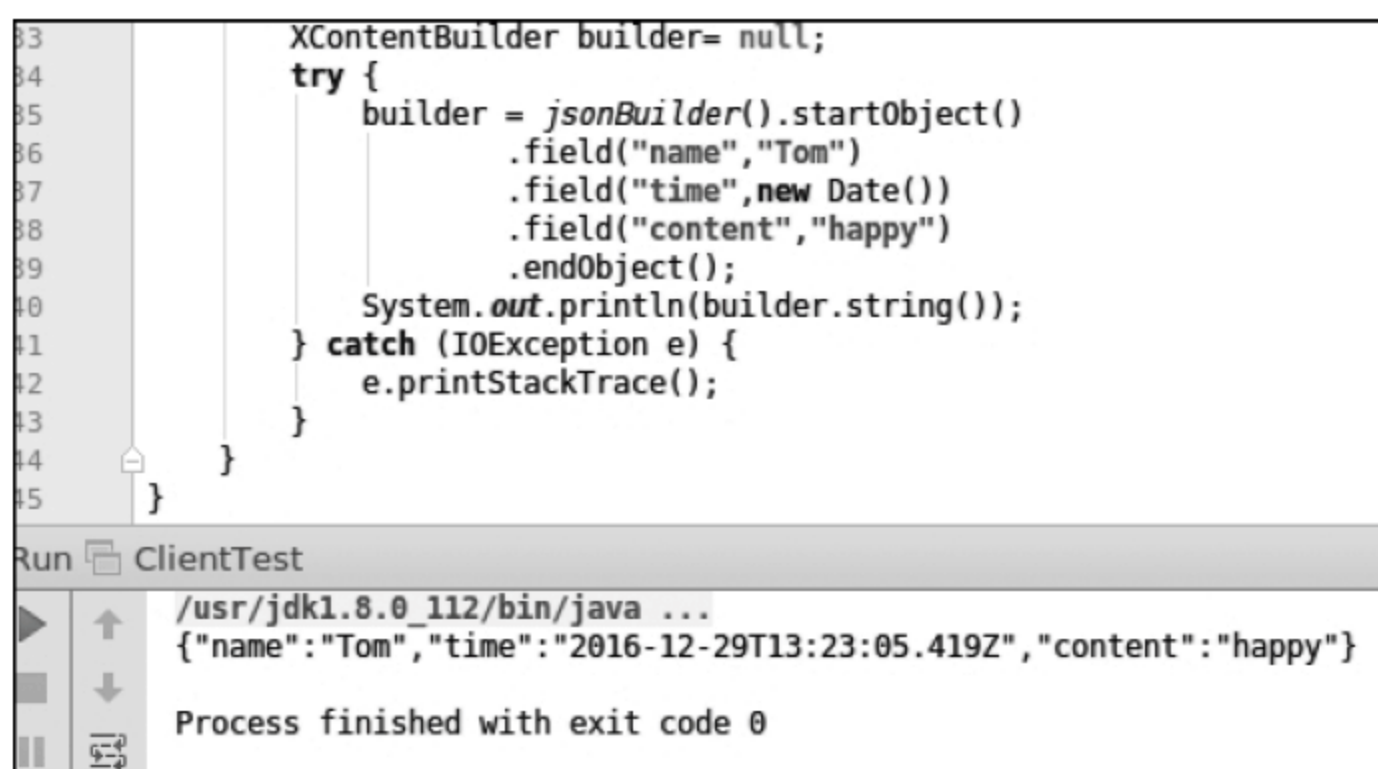 33 XContentBuilder builder= null;
34 try {
35 builder = jsonBuilder().startObject()
36 .field("name","Tom")
37 .field("time",new Date())
38 .field("content","happy")
39 .endObject();
40 System.out.println(builder.string());
41 } catch (IOException e) {
42 e.printStackTrace();
43 }
44 }
45 }
Run ClientTest
/usr/jdk1.8.0_112/bin/java ...
{"name":"Tom","time":"2016-12-29T13:23:05.419Z","content":"happy"}
Process finished with exit code 0